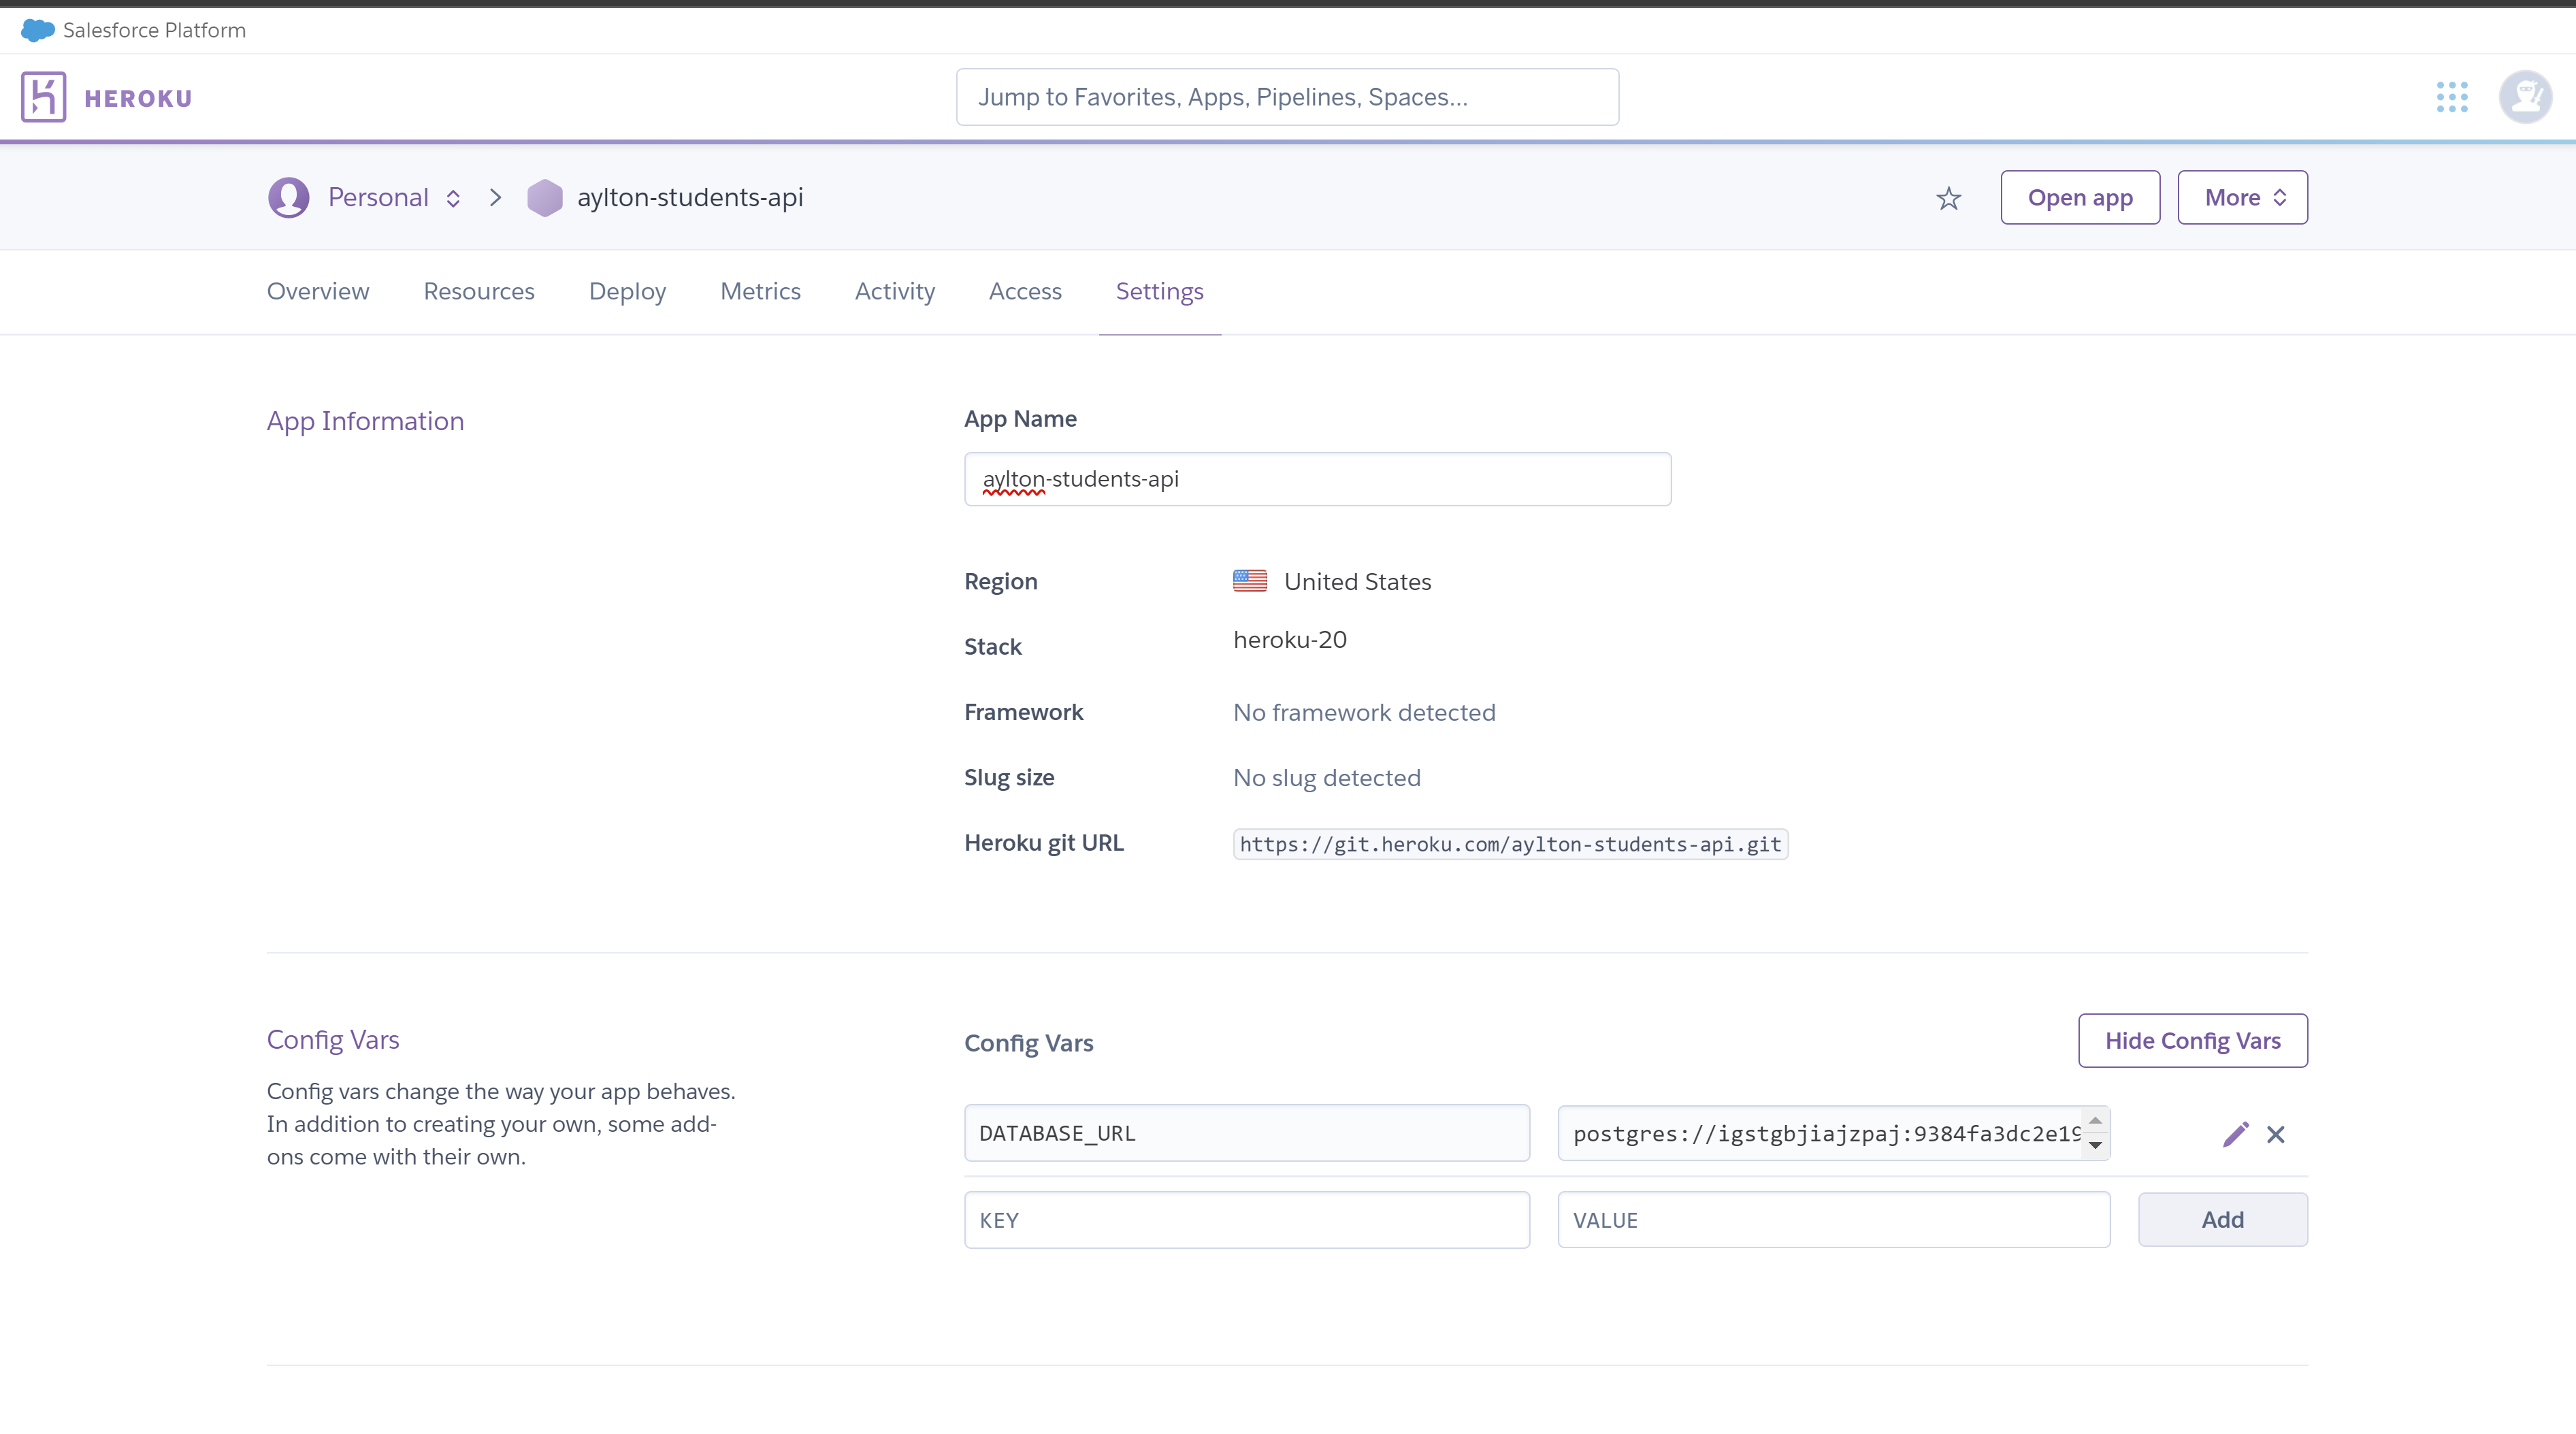 Salesforce Platform
HEROKU
Jump to Favorites, Apps, Pipelines, Spaces...
Personal
aylton-students-api
Open app
More
Overview
Resources
Deploy
Metrics
Activity
Access
Settings
App Information
App Name
aylton-students-api
Region
United States
Stack
heroku-20
Framework
No framework detected
Slug size
No slug detected
Heroku git URL
https://git.heroku.com/aylton-students-api.git
Config Vars
Config vars change the way your app behaves.
In addition to creating your own, some add-
ons come with their own.
Config Vars
Hide Config Vars
DATABASE_URL
postgres://igstgbjiajzpaj:9384fa3dc2e19
KEY
VALUE
Add